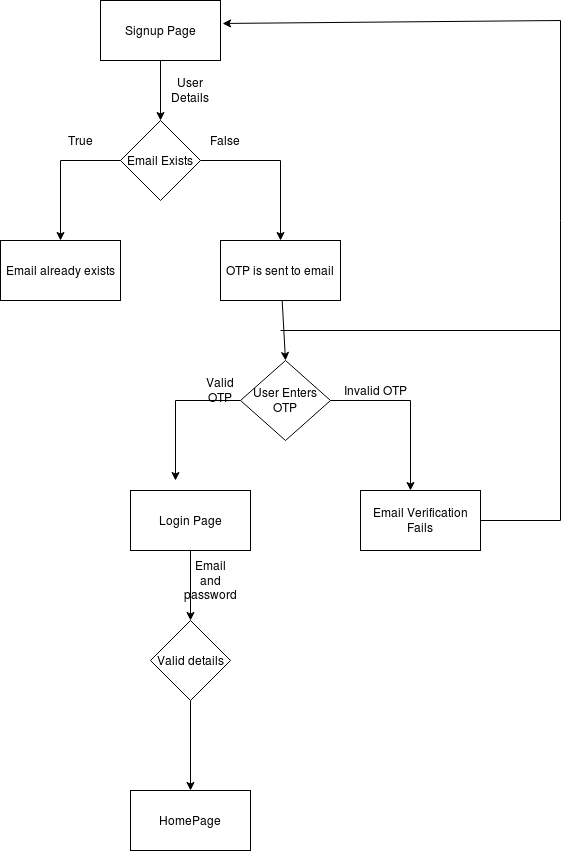 Signup Page
User
Details
True
False
Email Exists
Email already exists
OTP is sent to email
Valid
OTP
User Enters
OTP
Invalid OTP
Login Page
Email Verification
Fails
Email
and
password
Valid details
HomePage